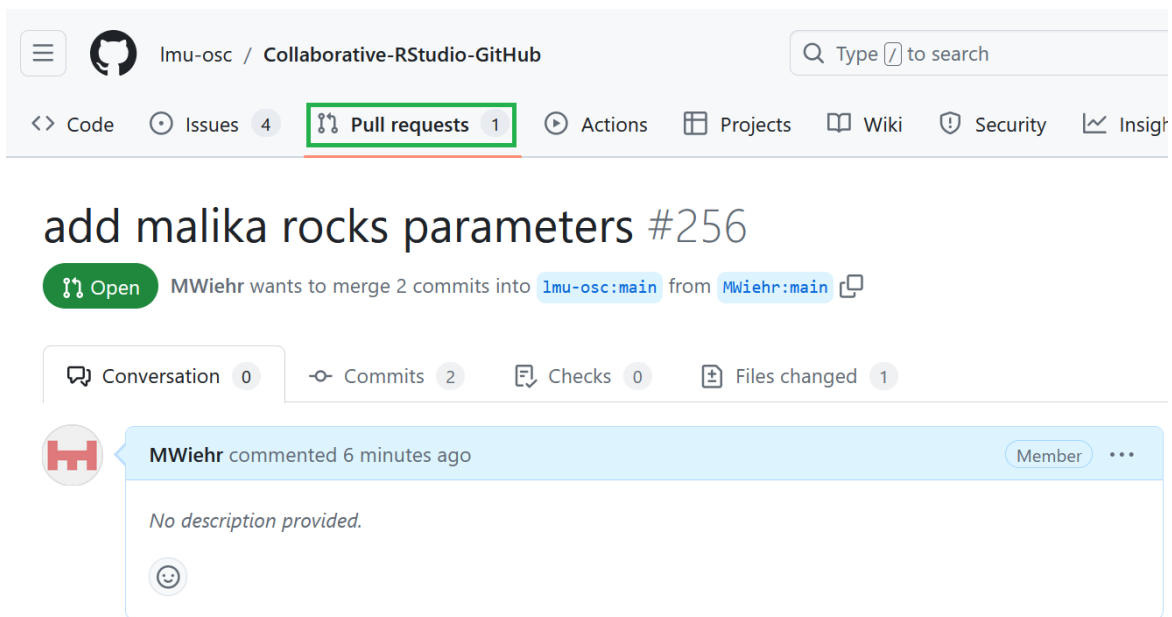 lmu-osc / Collaborative-RStudio-GitHub Type / to search
Code Issues 4 Pull requests 1 Actions Projects Wiki Security Insigh
add malika rocks parameters #256
Open MWiehr wants to merge 2 commits into lmu-osc:main from MWiehr:main
Conversation 0 Commits 2 Checks 0 Files changed 1
MWiehr commented 6 minutes ago Member
No description provided.